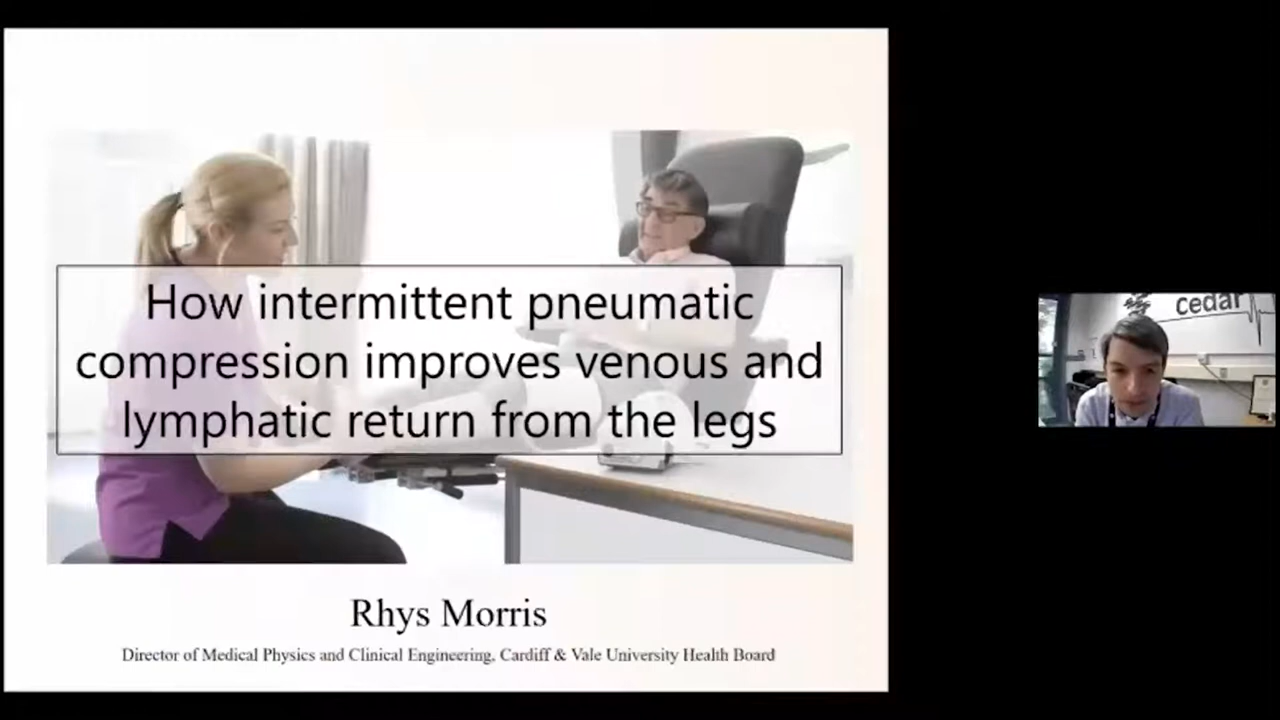 How intermittent pneumatic
compression improves venous and
lymphatic return from the legs
Rhys Morris
Director of Medical Physics and Clinical Engineering, Cardiff & Vale University Health Board
cedar